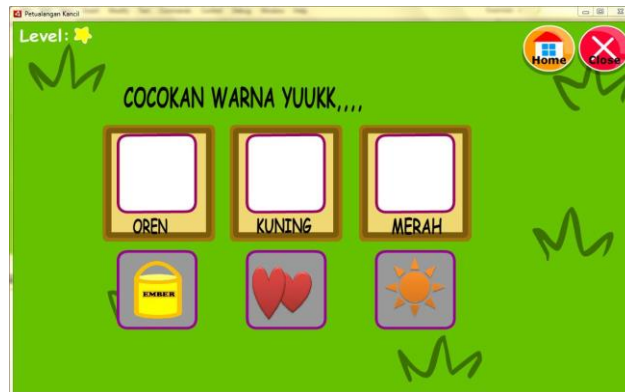 Petualangan Kancil
Level:
Home
Close
COCOKAN WARNA YUUKK,,,,
OREN
KUNING
MERAH
EMBER